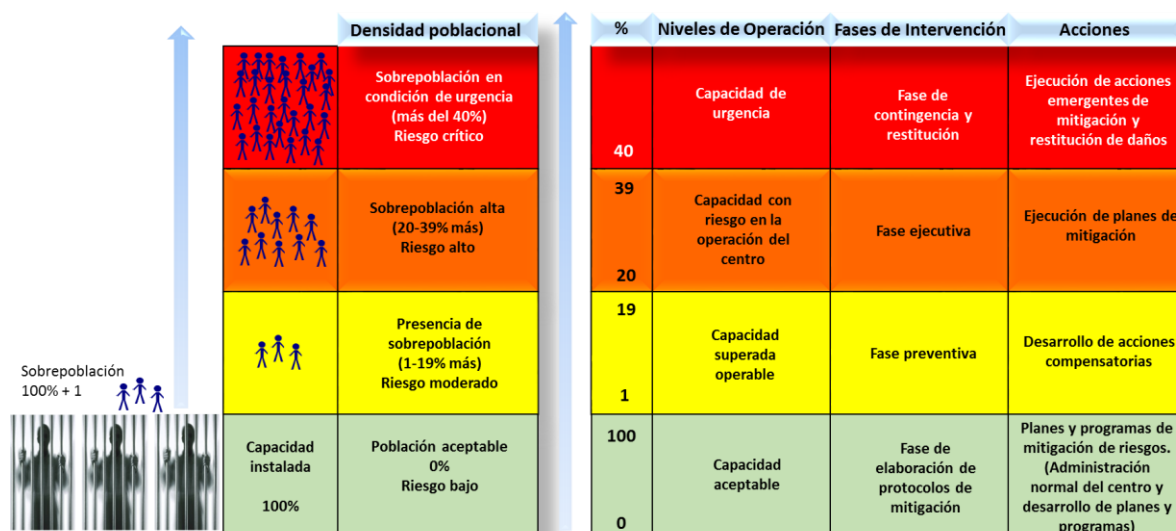 Densidad poblacional
Sobrepoblación en
condición de urgencia
(más del 40%)
Riesgo crítico
Sobrepoblación alta
(20-39% más)
Riesgo alto
Presencia de
sobrepoblación
(1-19% más)
Riesgo moderado
Sobrepoblación
100% + 1
Capacidad
instalada
100%
Población aceptable
0%
Riesgo bajo
%
Niveles de Operación
Fases de Intervención
Acciones
40
Capacidad de
urgencia
Fase de
contingencia y
restitución
Ejecución de acciones
emergentes de
mitigación y
restitución de daños
39
20
Capacidad con
riesgo en la
operación del
centro
Fase ejecutiva
Ejecución de planes de
mitigación
19
1
Capacidad
superada
operable
Fase preventiva
Desarrollo de acciones
compensatorias
100
0
Capacidad
aceptable
Fase de
elaboración de
protocolos de
mitigación
Planes y programas de
mitigación de riesgos.
(Administración
normal del centro y
desarrollo de planes y
programas)